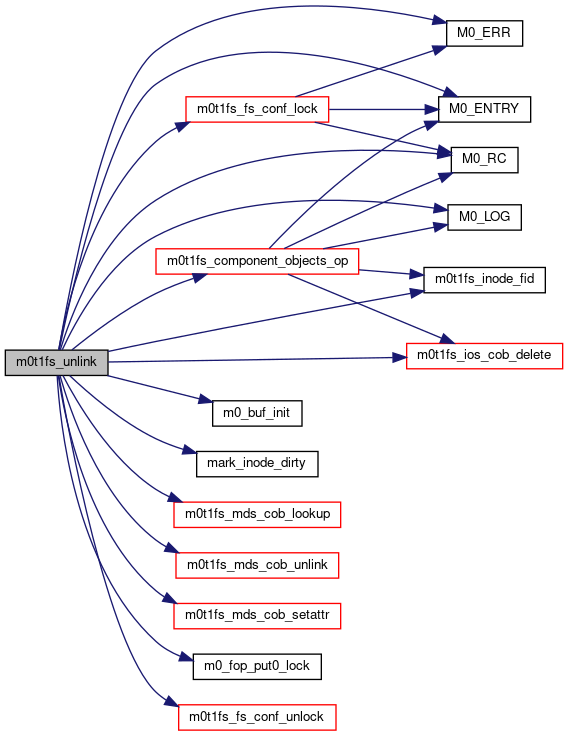 M0_ERR
m0t1fs_fs_conf_lock
M0_ENTRY
M0_RC
M0_LOG
m0t1fs_component_objects_op
m0t1fs_inode_fid
m0t1fs_unlink
m0t1fs_ios_cob_delete
m0_buf_init
mark_inode_dirty
m0t1fs_mds_cob_lookup
m0t1fs_mds_cob_unlink
m0t1fs_mds_cob_setattr
m0_fop_put0_lock
m0t1fs_fs_conf_unlock